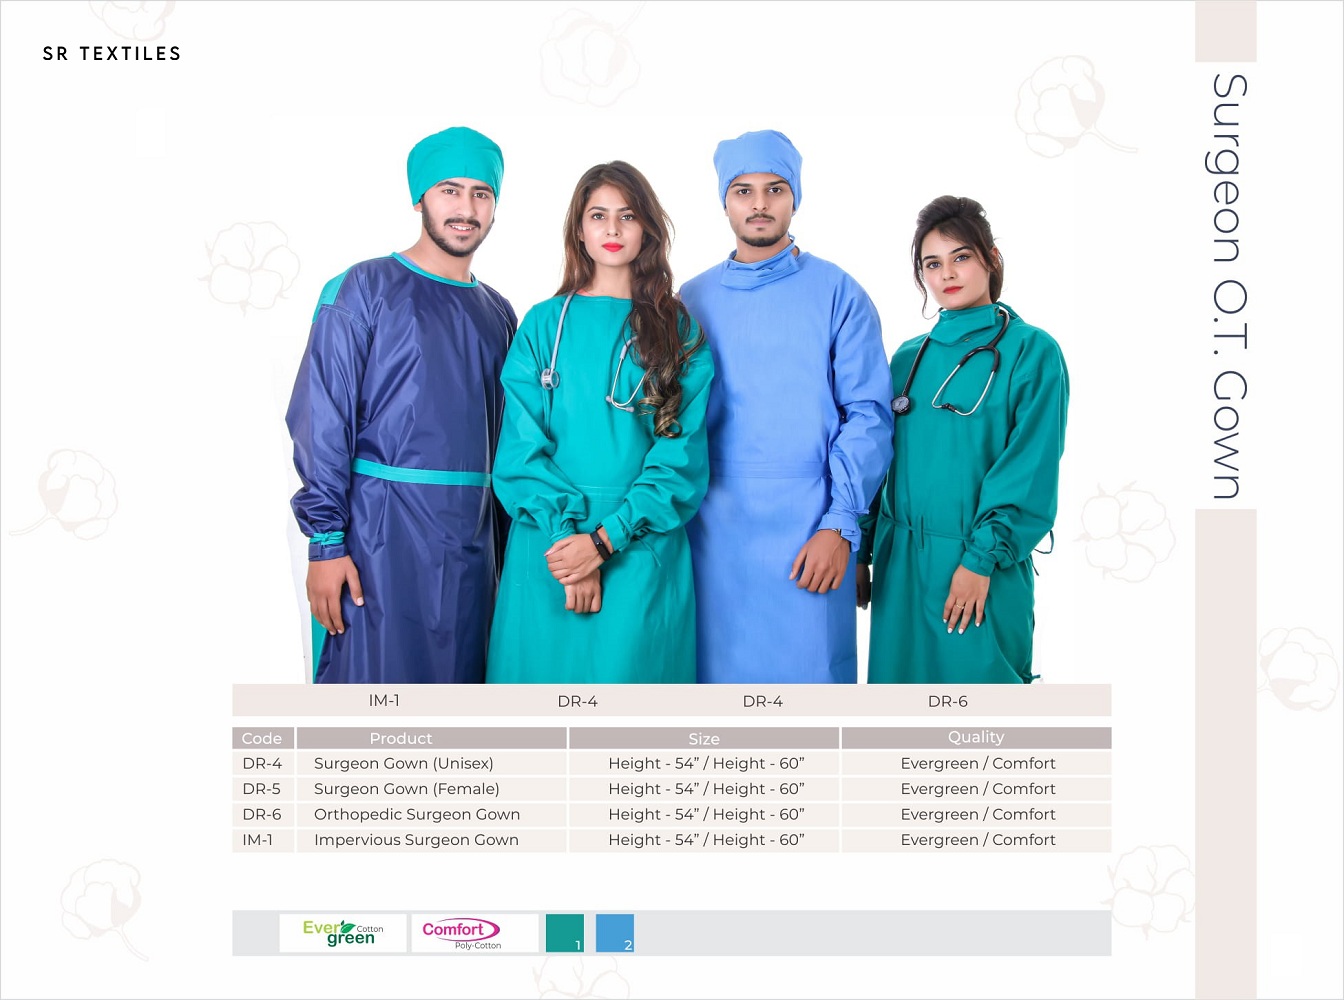 SR TEXTILES
Surgeon O.T. Gown
IM-1 DR-4 DR-4 DR-6
Code Product Size Quality
DR-4 Surgeon Gown (Unisex) Height - 54” / Height - 60” Evergreen / Comfort
DR-5 Surgeon Gown (Female) Height - 54” / Height - 60” Evergreen / Comfort
DR-6 Orthopedic Surgeon Gown Height - 54” / Height - 60” Evergreen / Comfort
IM-1 Impervious Surgeon Gown Height - 54” / Height - 60” Evergreen / Comfort
Ever Cotton
green
Comfort
Poly-Cotton
1 2